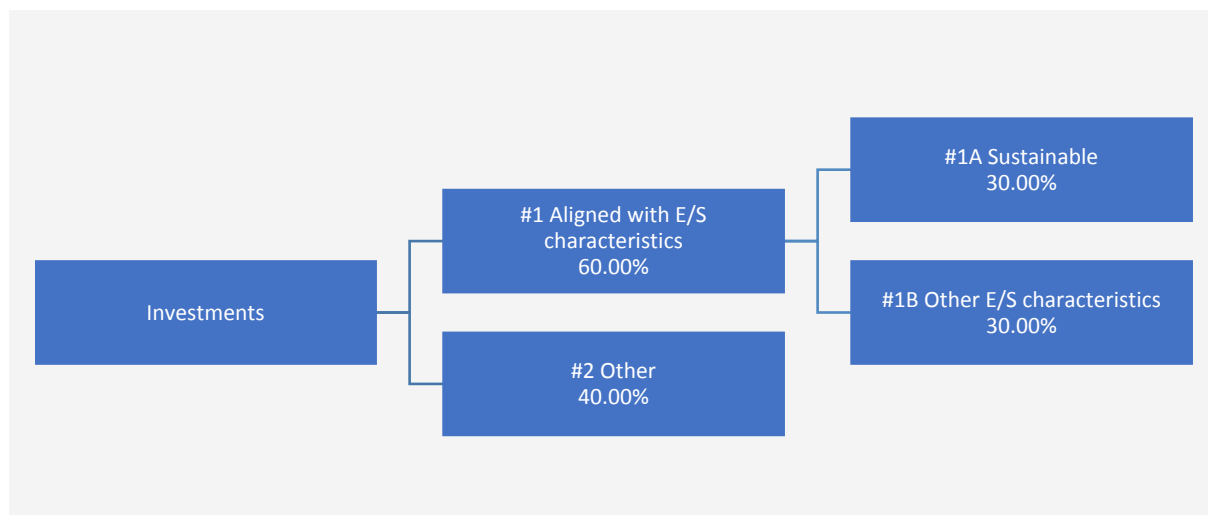 Investments
#1 Aligned with E/S
characteristics
60.00%
#2 Other
40.00%
#1A Sustainable
30.00%
#1B Other E/S characteristics
30.00%